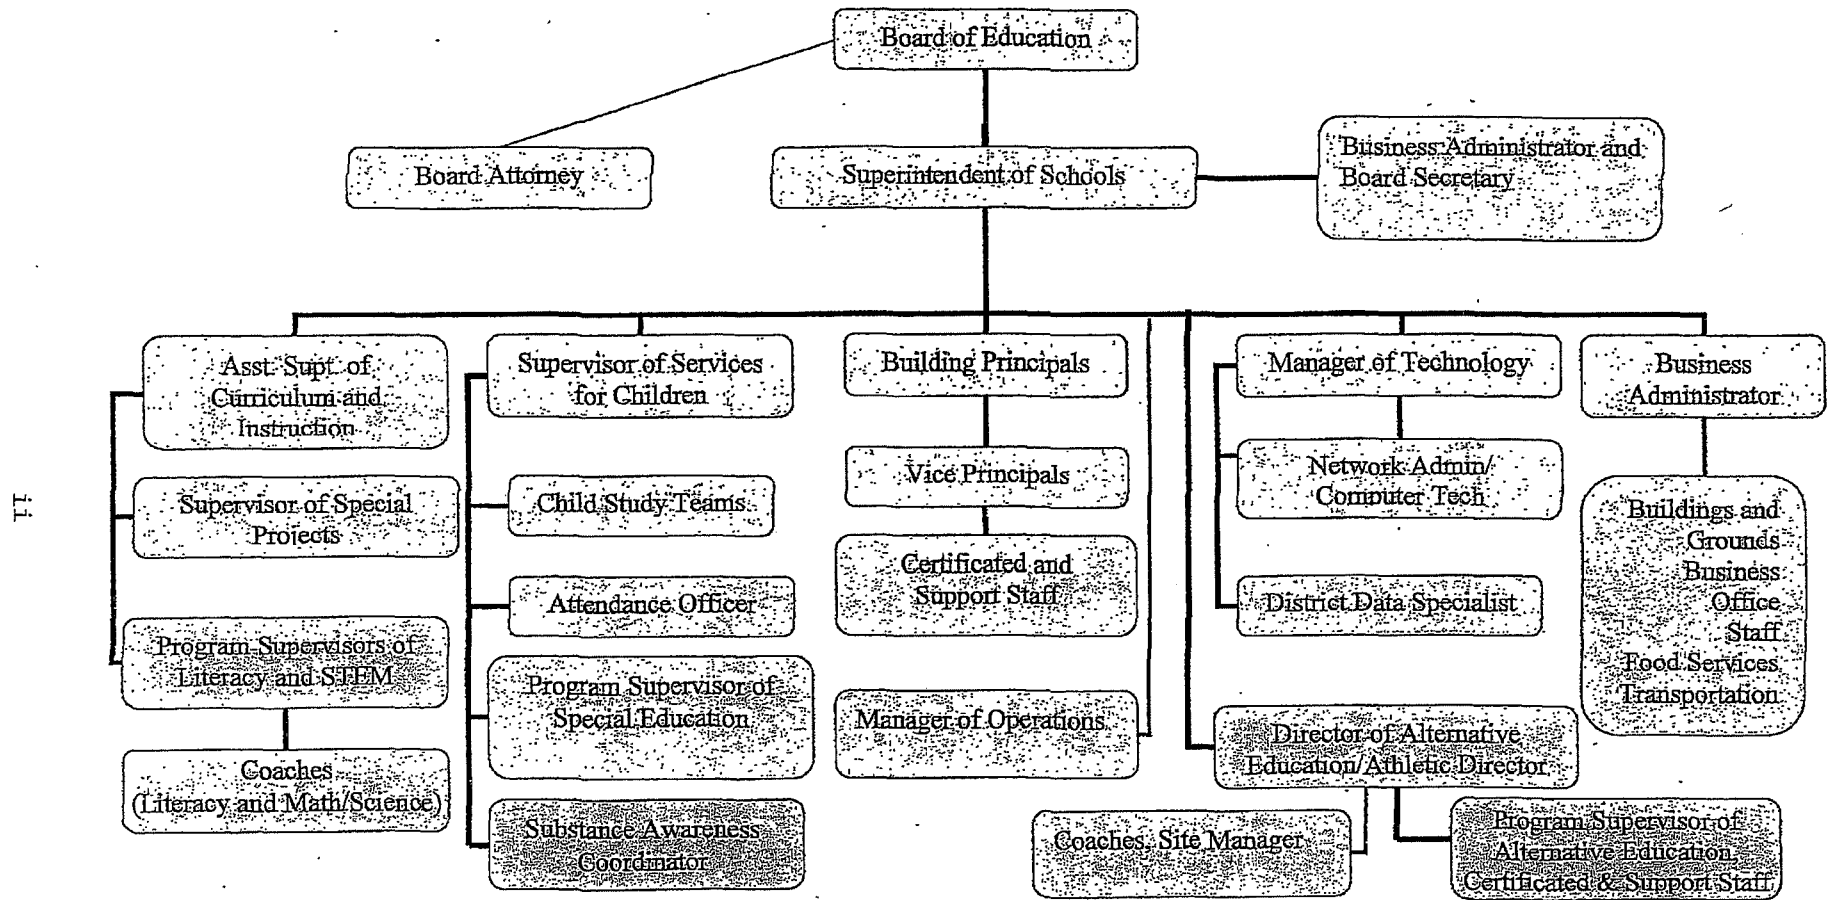 Board of Education
Board Attorney
Superintendent of Schools
Business Administrator and
Board Secretary
Asst. Supt. of
Curriculum and
Instruction
Supervisor of Special
Projects
Program Supervisors of
Literacy and STEM
Coaches
(Literacy and Math/Science)
Supervisor of Services
for Children
Child Study Teams
Attendance Officer
Program Supervisor of
Special Education
Substance Awareness
Coordinator
Building Principals
Vice Principals
Certificated and
Support Staff
Manager of Operations
Manager of Technology
Network Admin/
Computer Tech
District Data Specialist
Director of Alternative
Education/Athletic Director
Coaches, Site Manager
Program Supervisor of
Alternative Education
Certificated & Support Staff
Business
Administrator
Buildings and
Grounds
Business
Office
Staff
Food Services
Transportation
ii